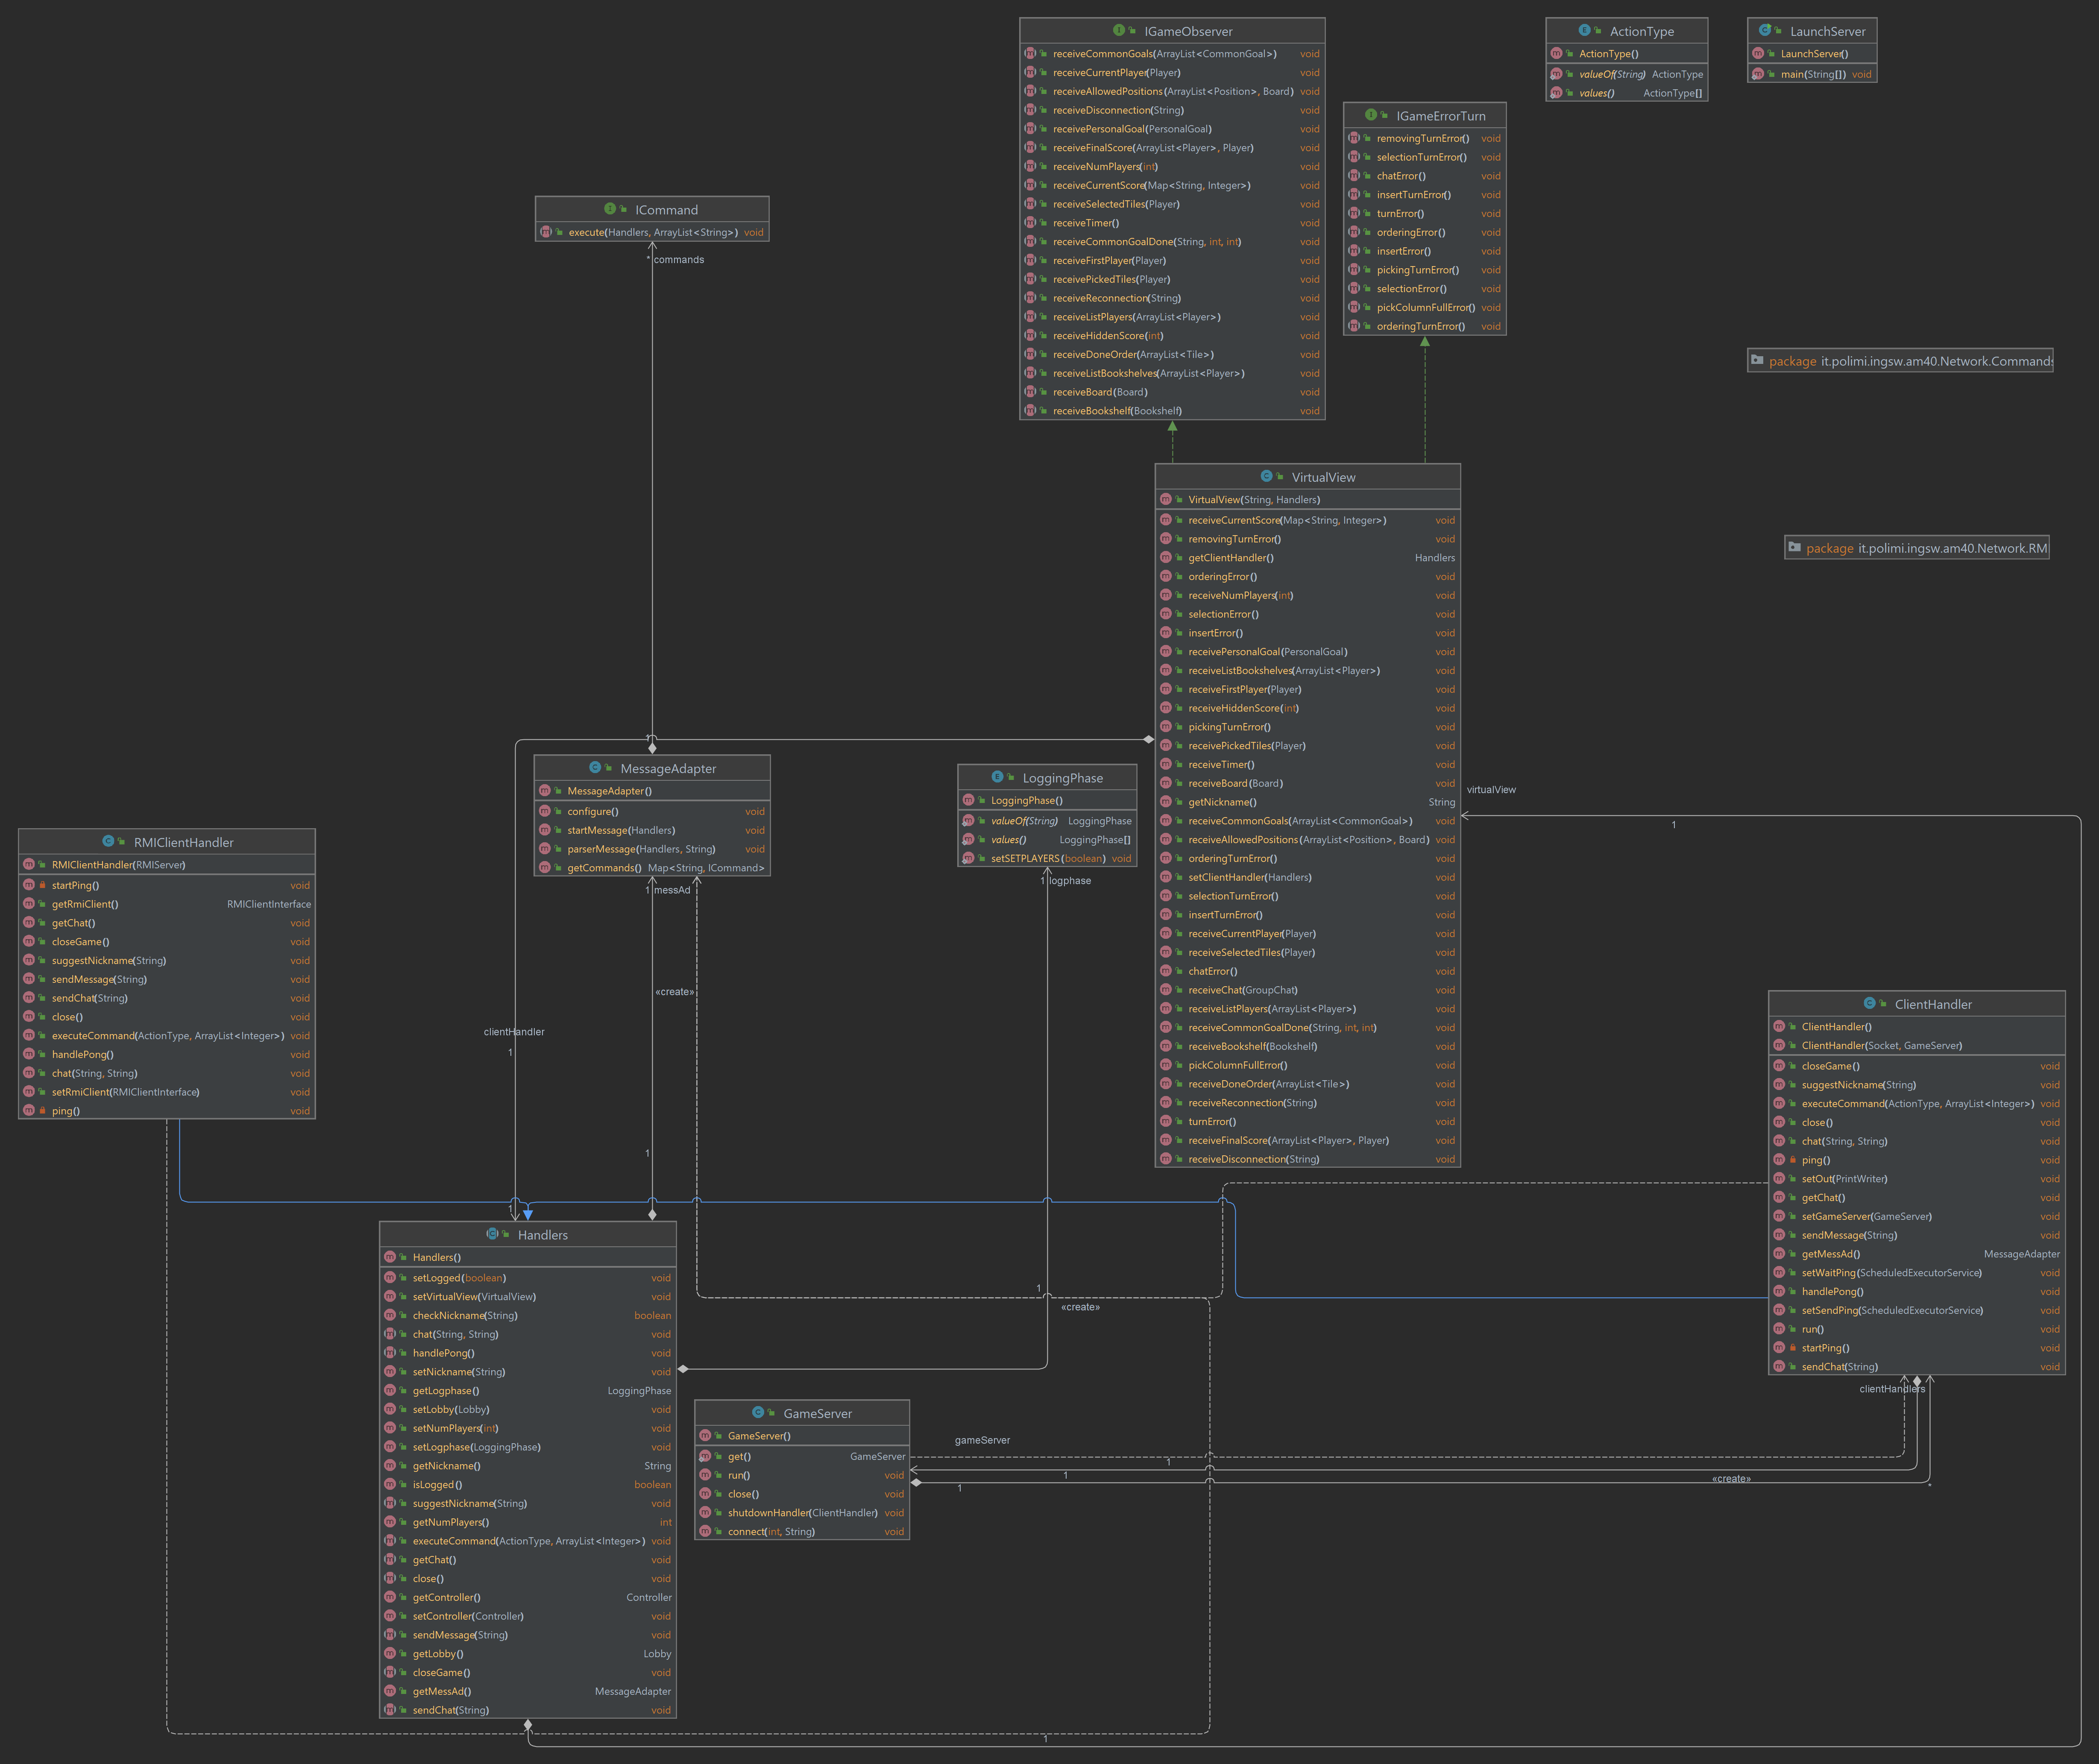 IGameObserver
receiveCommonGoals(ArrayList<CommonGoal>) void
receiveCurrentPlayer(Player) void
receiveAllowedPositions(ArrayList<Position>, Board) void
receiveDisconnection(String) void
receivePersonalGoal(PersonalGoal) void
receiveFinalScore(ArrayList<Player>, Player) void
receiveNumPlayers(int) void
receiveCurrentScore(Map<String, Integer>) void
receiveSelectedTiles(Player) void
receiveTimer() void
receiveCommonGoalDone(String, int, int) void
receiveFirstPlayer(Player) void
receivePickedTiles(Player) void
receiveReconnection(String) void
receiveListPlayers(ArrayList<Player>) void
receiveHiddenScore(int) void
receiveDoneOrder(ArrayList<Tile>) void
receiveListBookshelves(ArrayList<Player>) void
receiveBoard(Board) void
receiveBookshelf(Bookshelf) void
ActionType
ActionType()
valueOf(String) ActionType
values() ActionType[]
LaunchServer
LaunchServer()
main(String[]) void
IGameErrorTurn
removingTurnError() void
selectionTurnError() void
chatError() void
insertTurnError() void
turnError() void
orderingError() void
insertError() void
pickingTurnError() void
selectionError() void
pickColumnFullError() void
orderingTurnError() void
ICommand
execute(Handlers, ArrayList<String>) void
* commands
package it.polimi.ingsw.am40.Network.Commands
package it.polimi.ingsw.am40.Network.RM
VirtualView
VirtualView(String, Handlers)
receiveCurrentScore(Map<String, Integer>) void
removingTurnError() void
getClientHandler() Handlers
orderingError() void
receiveNumPlayers(int) void
selectionError() void
insertError() void
receivePersonalGoal(PersonalGoal) void
receiveListBookshelves(ArrayList<Player>) void
receiveFirstPlayer(Player) void
receiveHiddenScore(int) void
pickingTurnError() void
receivePickedTiles(Player) void
receiveTimer() void
receiveBoard(Board) void
getNickname() String
receiveCommonGoals(ArrayList<CommonGoal>) void
receiveAllowedPositions(ArrayList<Position>, Board) void
orderingTurnError() void
setClientHandler(Handlers) void
selectionTurnError() void
insertTurnError() void
receiveCurrentPlayer(Player) void
receiveSelectedTiles(Player) void
chatError() void
receiveChat(GroupChat) void
receiveListPlayers(ArrayList<Player>) void
receiveCommonGoalDone(String, int, int) void
receiveBookshelf(Bookshelf) void
pickColumnFullError() void
receiveDoneOrder(ArrayList<Tile>) void
receiveReconnection(String) void
turnError() void
receiveFinalScore(ArrayList<Player>, Player) void
receiveDisconnection(String) void
virtualView
1
1
MessageAdapter
MessageAdapter()
configure() void
startMessage(Handlers) void
parserMessage(Handlers, String) void
getCommands() Map<String, ICommand>
1 messAd
LoggingPhase
LoggingPhase()
valueOf(String) LoggingPhase
values() LoggingPhase[]
setSETPLAYERS(boolean) void
1 logphase
RMIClientHandler
RMIClientHandler(RMIServer)
startPing() void
getRmiClient() RMIClientInterface
getChat() void
closeGame() void
suggestNickname(String) void
sendMessage(String) void
sendChat(String) void
close() void
executeCommand(ActionType, ArrayList<Integer>) void
handlePong() void
chat(String, String) void
setRmiClient(RMIClientInterface) void
ping() void
«create»
clientHandler
1
1
1
ClientHandler
ClientHandler()
ClientHandler(Socket, GameServer)
closeGame() void
suggestNickname(String) void
executeCommand(ActionType, ArrayList<Integer>) void
close() void
chat(String, String) void
ping() void
setOut(PrintWriter) void
getChat() void
setGameServer(GameServer) void
sendMessage(String) void
getMessAd() MessageAdapter
setWaitPing(ScheduledExecutorService) void
handlePong() void
setSendPing(ScheduledExecutorService) void
run() void
startPing() void
sendChat(String) void
clientHandlers
Handlers
Handlers()
setLogged(boolean) void
setVirtualView(VirtualView) void
checkNickname(String) boolean
chat(String, String) void
handlePong() void
setNickname(String) void
getLogphase() LoggingPhase
setLobby(Lobby) void
setNumPlayers(int) void
setLogphase(LoggingPhase) void
getNickname() String
isLogged() boolean
suggestNickname(String) void
getNumPlayers() int
executeCommand(ActionType, ArrayList<Integer>) void
getChat() void
close() void
getController() Controller
setController(Controller) void
sendMessage(String) void
getLobby() Lobby
closeGame() void
getMessAd() MessageAdapter
sendChat(String) void
1
«create»
GameServer
GameServer()
get() GameServer
run() void
close() void
shutdownHandler(ClientHandler) void
connect(int, String) void
gameServer
1
1
«create»
1
*
1